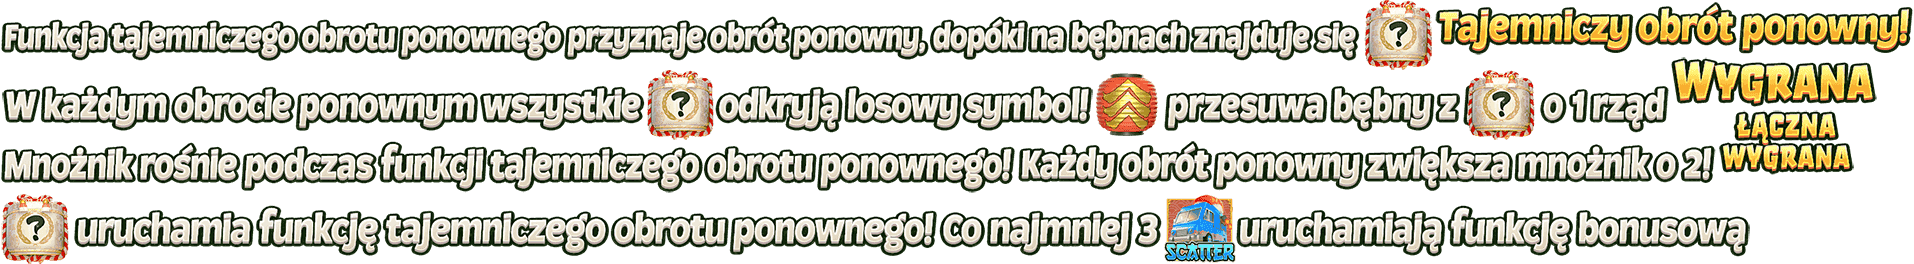 Funkcja tajemniczego obrotu ponownego przyznaje obrót ponowny, dopóki na bębnach znajduje się ?
Tajemniczy obrót ponowny!
W każdym obrocie ponownym wszystkie ? odkryją losowy symbol!
przesuwa bębny z ? o 1 rząd
WYGRANA
ŁĄCZNA
WYGRANA
Mnożnik rośnie podczas funkcji tajemniczego obrotu ponownego! Każdy obrót ponowny zwiększa mnożnik o 2!
? uruchamia funkcję tajemniczego obrotu ponownego! Co najmniej 3 SCATTER uruchamiają funkcję bonusową